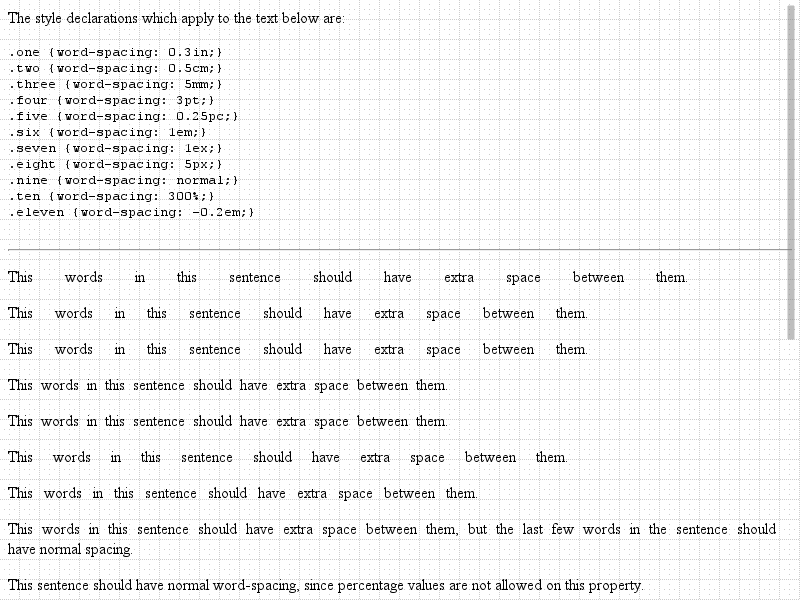 The style declarations which apply to the text below are:
.one {word-spacing: 0.3in;}
.two {word-spacing: 0.5cm;}
.three {word-spacing: 5mm;}
.four {word-spacing: 3pt;}
.five {word-spacing: 0.25pc;}
.six {word-spacing: 1em;}
.seven {word-spacing: 1ex;}
.eight {word-spacing: 5px;}
.nine {word-spacing: normal;}
.ten {word-spacing: 300%;}
.eleven {word-spacing: -0.2em;}
This words in this sentence should have extra space between them.
This words in this sentence should have extra space between them.
This words in this sentence should have extra space between them.
This words in this sentence should have extra space between them.
This words in this sentence should have extra space between them.
This words in this sentence should have extra space between them.
This words in this sentence should have extra space between them.
This words in this sentence should have extra space between them, but the last few words in the sentence should
have normal spacing.
This sentence should have normal word-spacing, since percentage values are not allowed on this property.